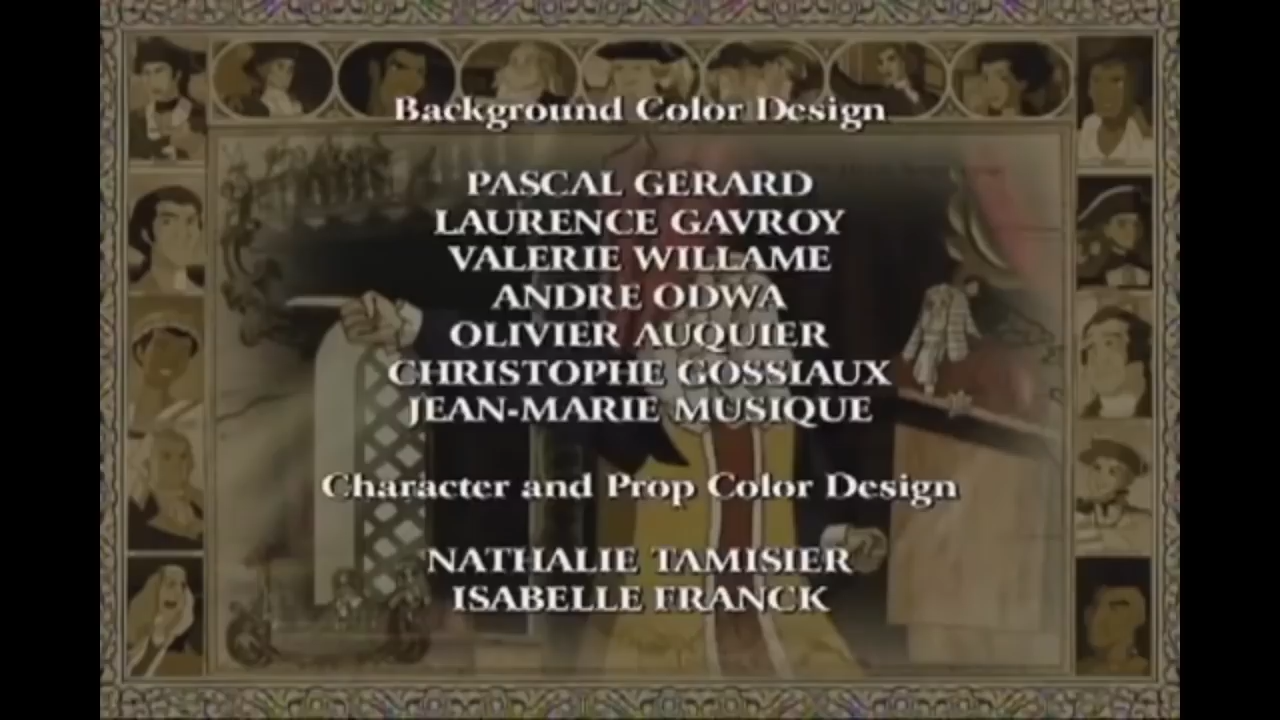 Background Color Design
PASCAL GERARD
LAURENCE GAVROY
VALERIE WILLAME
ANDRE ODWA
OLIVIER AUQUIER
CHRISTOPHE GOSSIAUX
JEAN-MARIE MUSIQUE
Character and Prop Color Design
NATHALIE TAMISIER
ISABELLE FRANCK